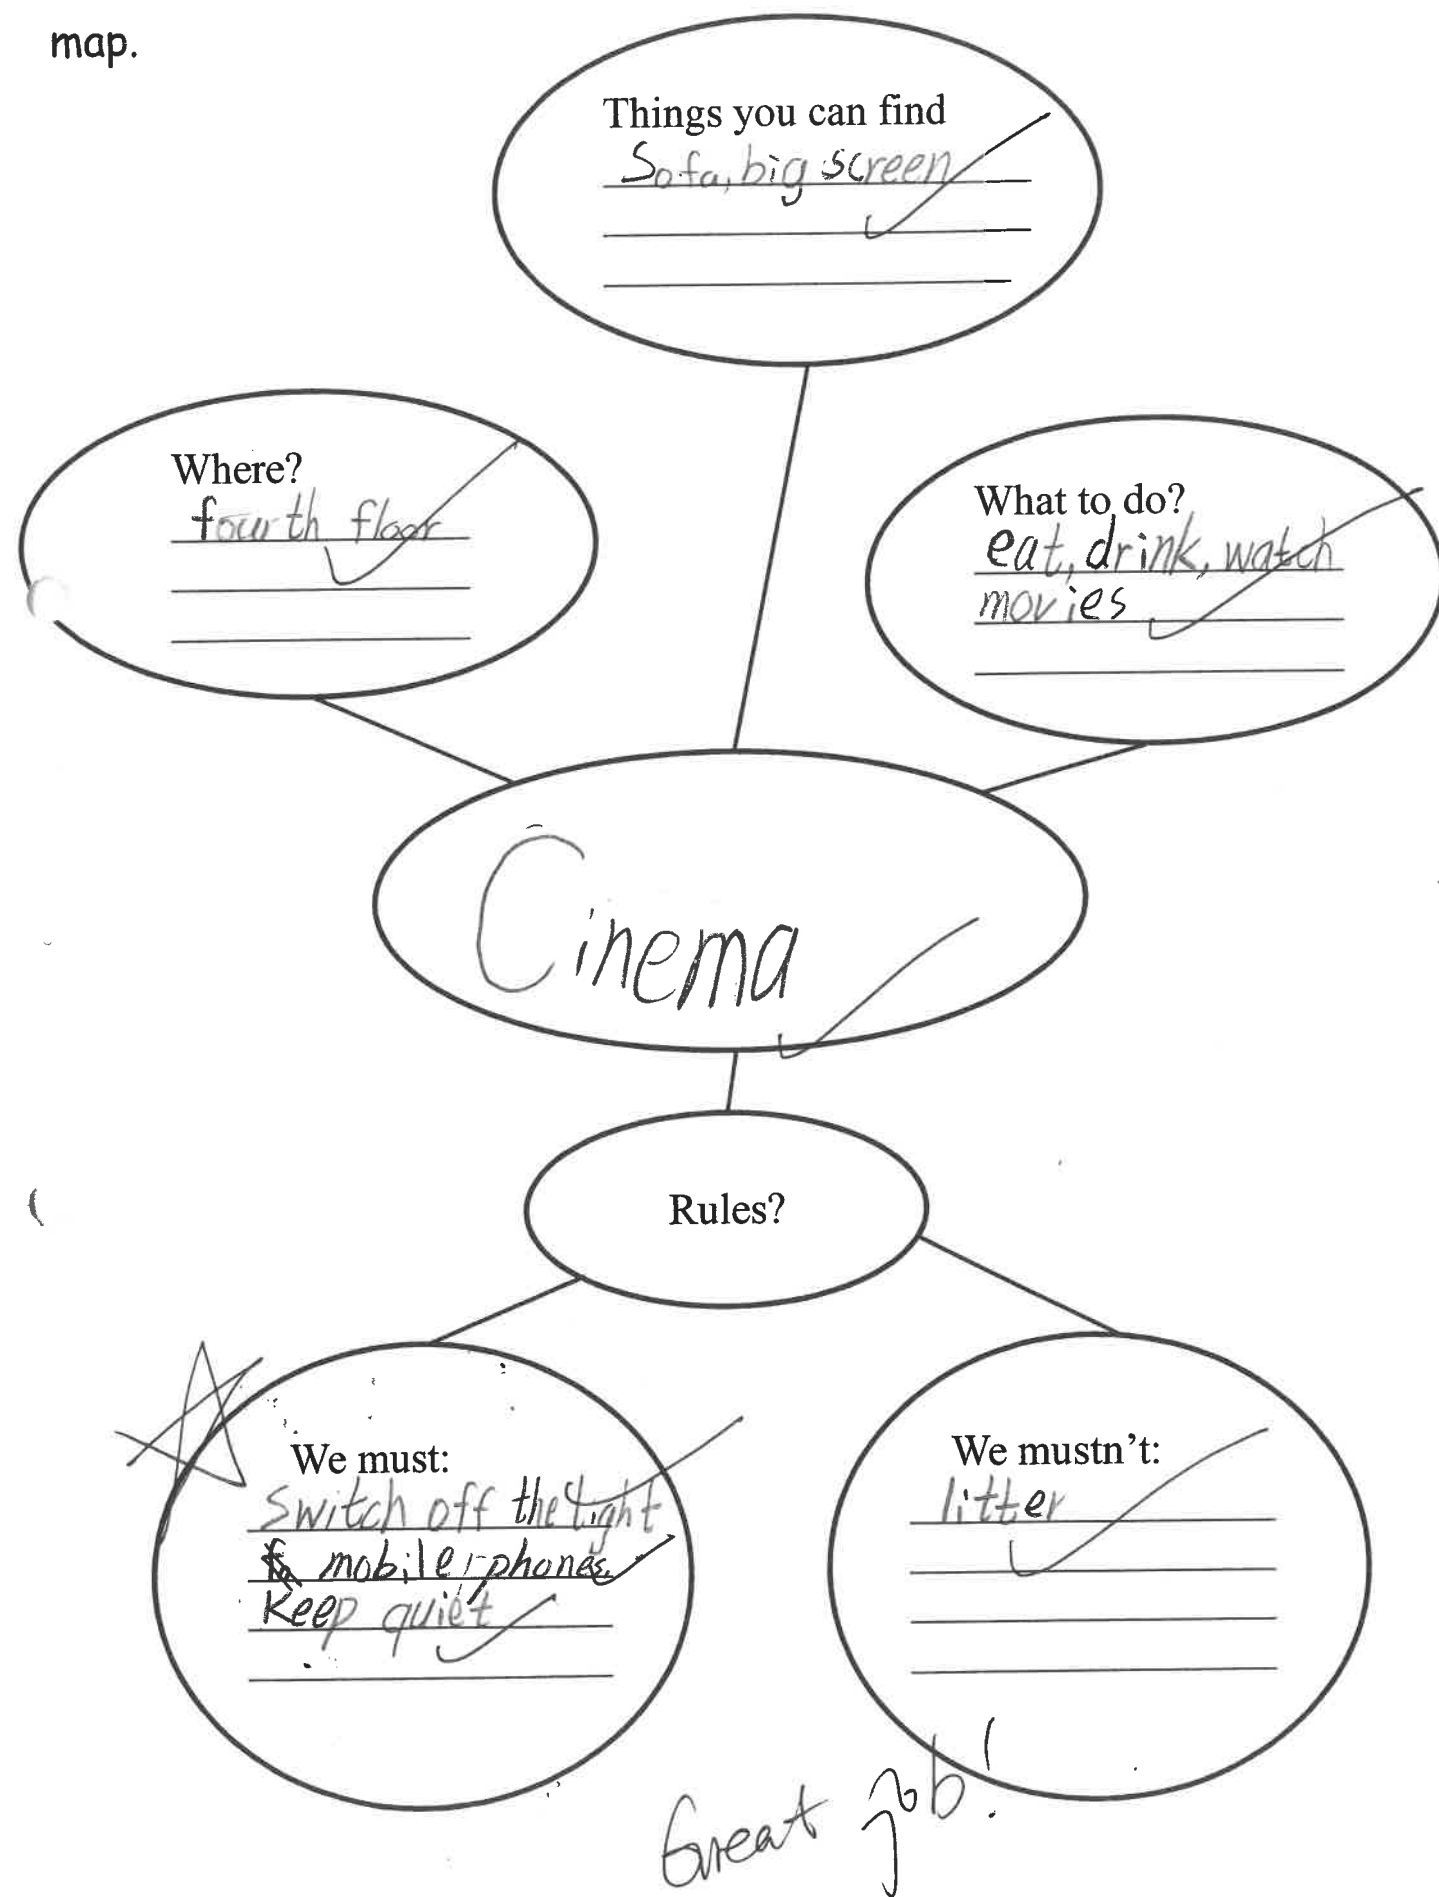 map.
Things you can find
Sofa, big screen
Where?
fourth floor
What to do?
eat, drink, watch
movies
Cinema
Rules?
We must:
Switch off the light
mobile phones,
Keep quiet
We mustn't:
litter
Great job!